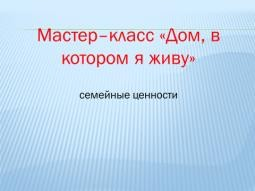 Мастер–класс «Дом, в
котором я живу»
семейные ценности